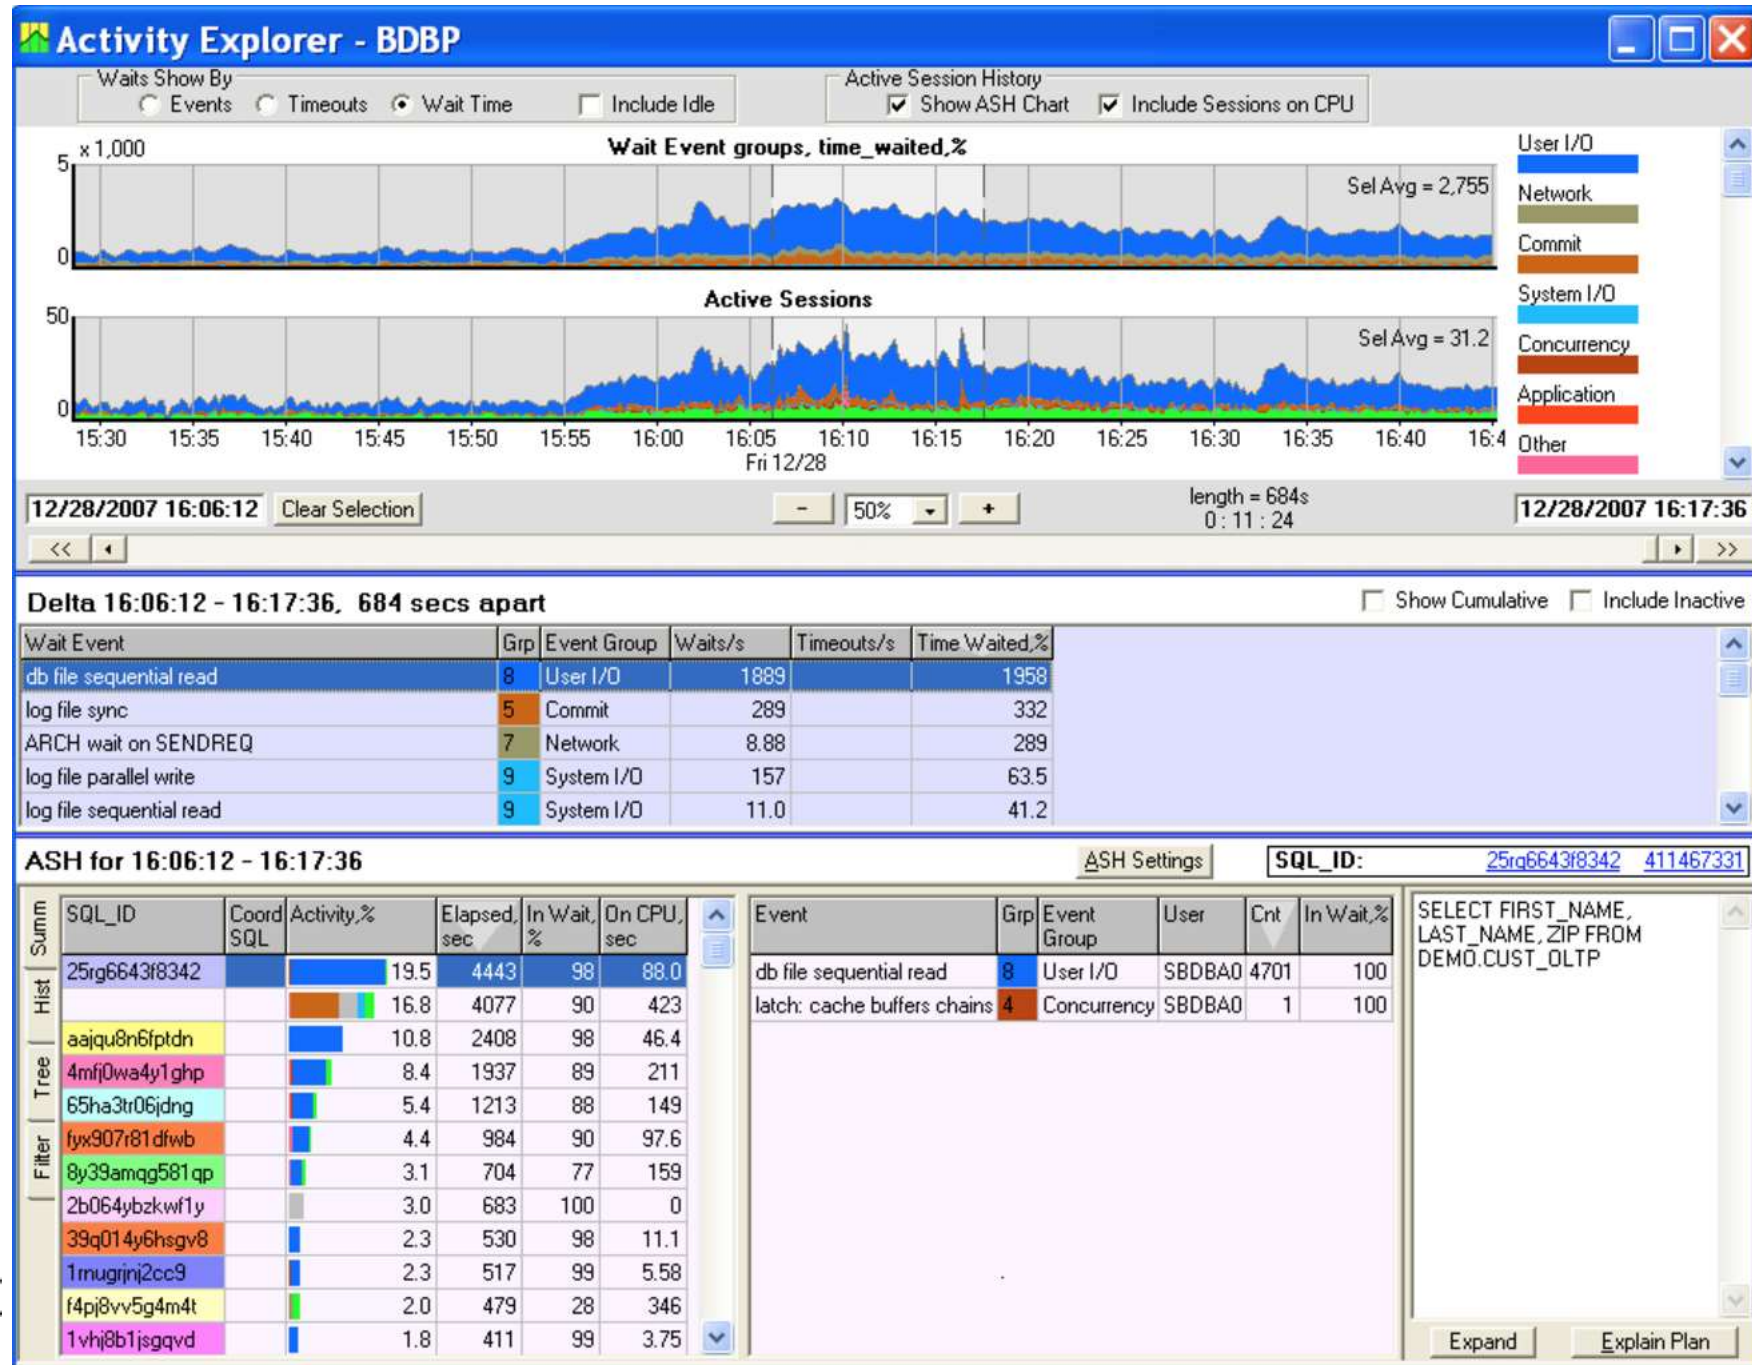 Activity Explorer - BDBP
Waits Show By
Events Timeouts Wait Time Include Idle
Active Session History
Show ASH Chart Include Sessions on CPU
Wait Event groups, time_waited,%
x 1,000
5
0
Sel Avg = 2,755
Active Sessions
50
0
Sel Avg = 31.2
15:30 15:35 15:40 15:45 15:50 15:55 16:00 16:05 16:10 16:15 16:20 16:25 16:30 16:35 16:40 16:4
Fri 12/28
User I/O
Network
Commit
System I/O
Concurrency
Application
Other
12/28/2007 16:06:12 Clear Selection - 50% + length = 684s
0 : 11 : 24
12/28/2007 16:17:36
<< >>
Delta 16:06:12 - 16:17:36, 684 secs apart Show Cumulative Include Inactive
Wait Event Grp Event Group Waits/s Timeouts/s Time Waited,%
db file sequential read 8 User I/O 1889 1958
log file sync 5 Commit 289 332
ARCH wait on SENDREQ 7 Network 8.88 289
log file parallel write 9 System I/O 157 63.5
log file sequential read 9 System I/O 11.0 41.2
ASH for 16:06:12 - 16:17:36 ASH Settings SQL_ID: 25rg6643f8342 411467331
Summ
Hist
Tree
Filter
SQL_ID Coord SQL Activity,% Elapsed, sec In Wait, % On CPU, sec
25rg6643f8342 19.5 4443 98 88.0
16.8 4077 90 423
aajqu8n6fptdn 10.8 2408 98 46.4
4mfj0wa4y1ghp 8.4 1937 89 211
65ha3tr06jdng 5.4 1213 88 149
fyx907r81dfwb 4.4 984 90 97.6
8y39amqg581qp 3.1 704 77 159
2b064ybzkwf1y 3.0 683 100 0
39q014y6hsgv8 2.3 530 98 11.1
2.3 517 99 5.58
f4pj8vv5g4m4t 2.0 479 28 346
1vhj8b1jsgqvd 1.8 411 99 3.75
Event Grp Event Group User Cnt In Wait,%
db file sequential read 8 User I/O SBDBA0 4701 100
latch: cache buffers chains 4 Concurrency SBDBA0 1 100
SELECT FIRST_NAME,
LAST_NAME, ZIP FROM
DEMO.CUST_OLTP
Expand Explain Plan